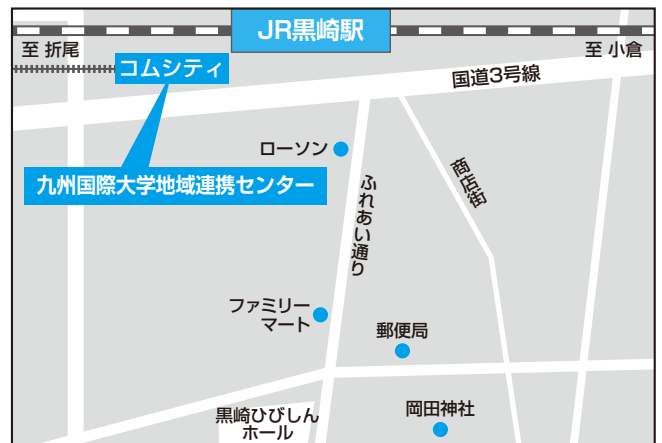 JR黒崎駅
至 折尾
至 小倉
コムシティ
国道3号線
ローソン
商店街
九州国際大学地域連携センター
ふれあい通り
ファミリー
マート
郵便局
黒崎ひびしん
ホール
岡田神社